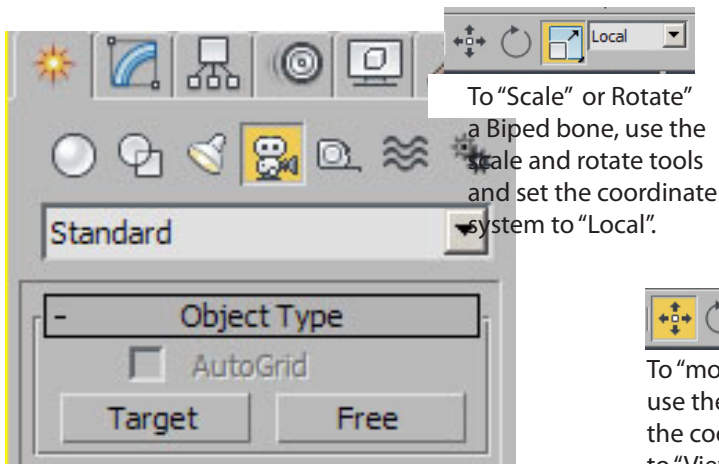 Local
To “Scale” or Rotate”
a Biped bone, use the
scale and rotate tools
and set the coordinate
system to “Local”.
Standard
- Object Type
AutoGrid
Target Free
To “mo
use the
the coo
to “View